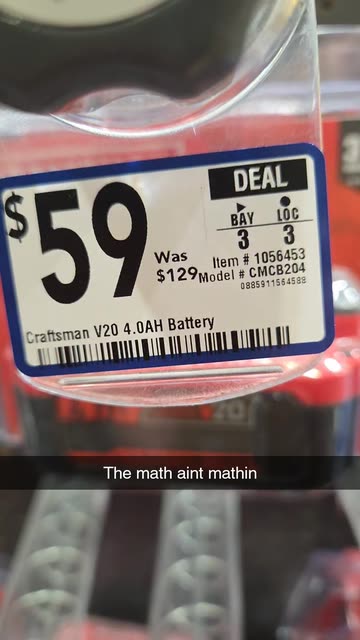 $59
DEAL
BAY LOC
3 3
Was
$129
Item # 1056453
Model # CMCB204
0885911564588
Craftsman V20 4.0AH Battery
The math aint mathin